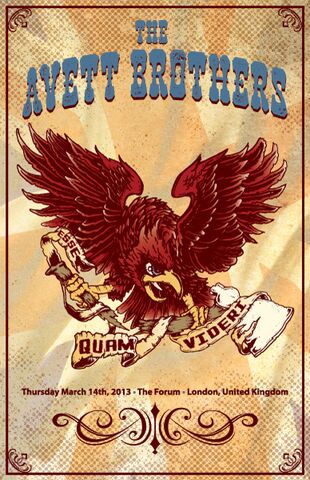 THE
AVETT BROTHERS
ESSE
QUAM
VIDERI
Thursday March 14th, 2013 - The Forum - London, United Kingdom